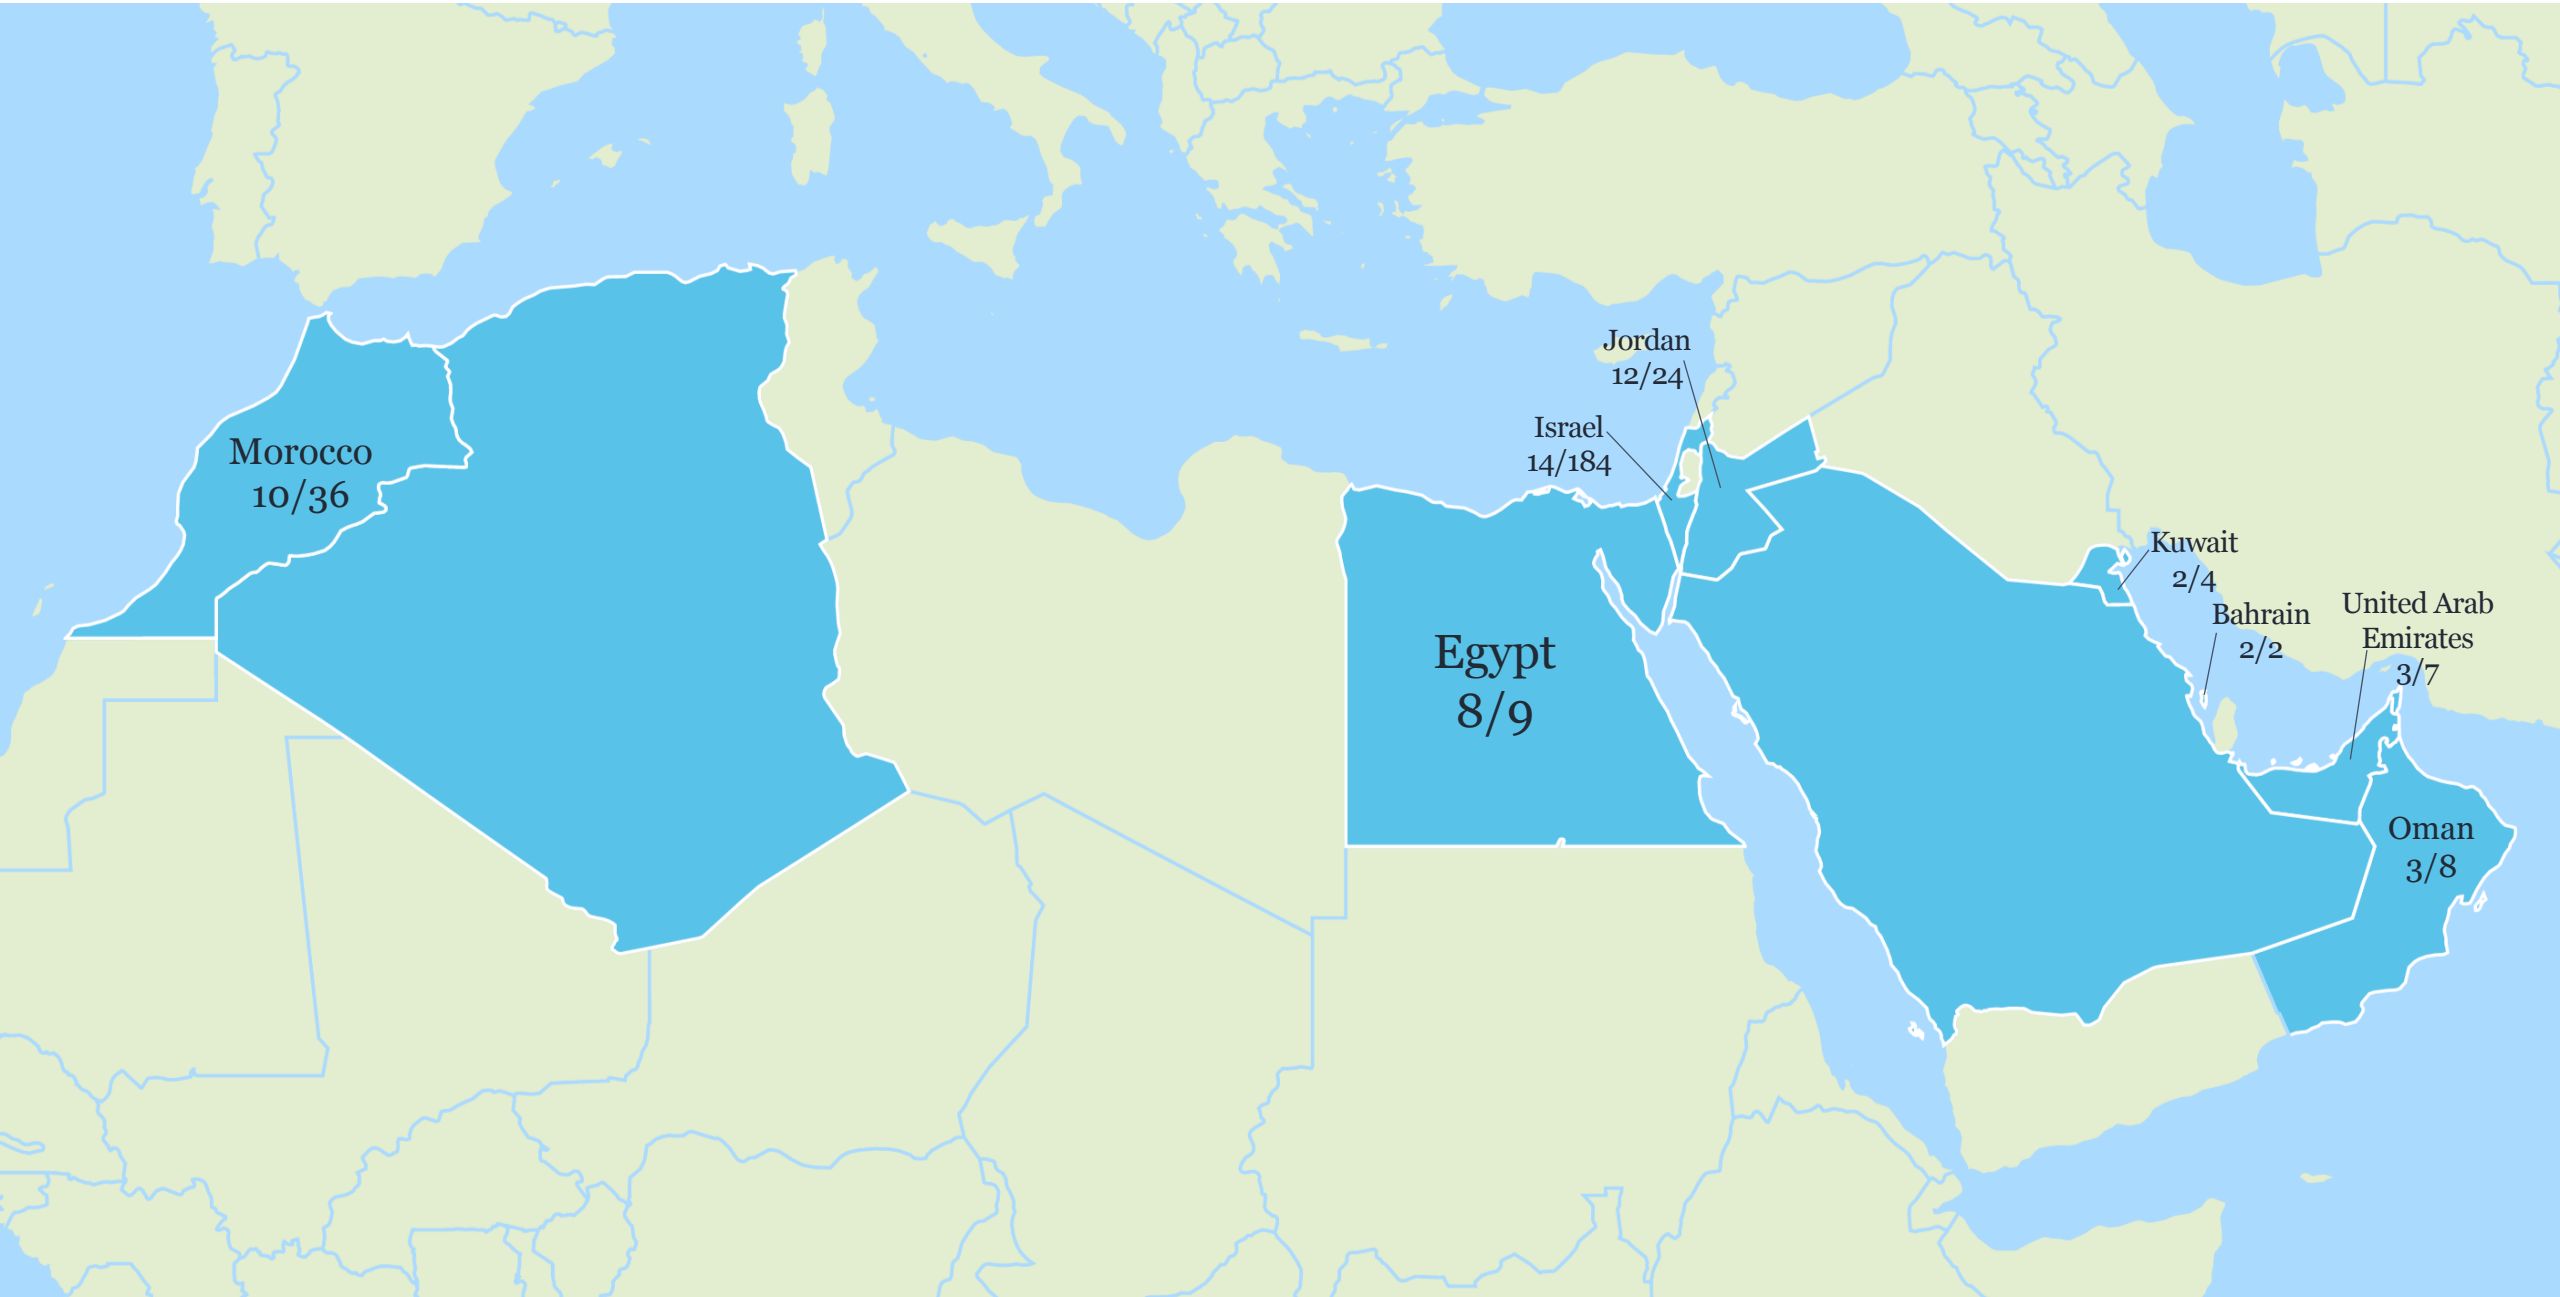 Jordan
12/24
Israel
14/184
Morocco
10/36
Kuwait
2/4
Bahrain
2/2
United Arab
Emirates
3/7
Egypt
8/9
Oman
3/8